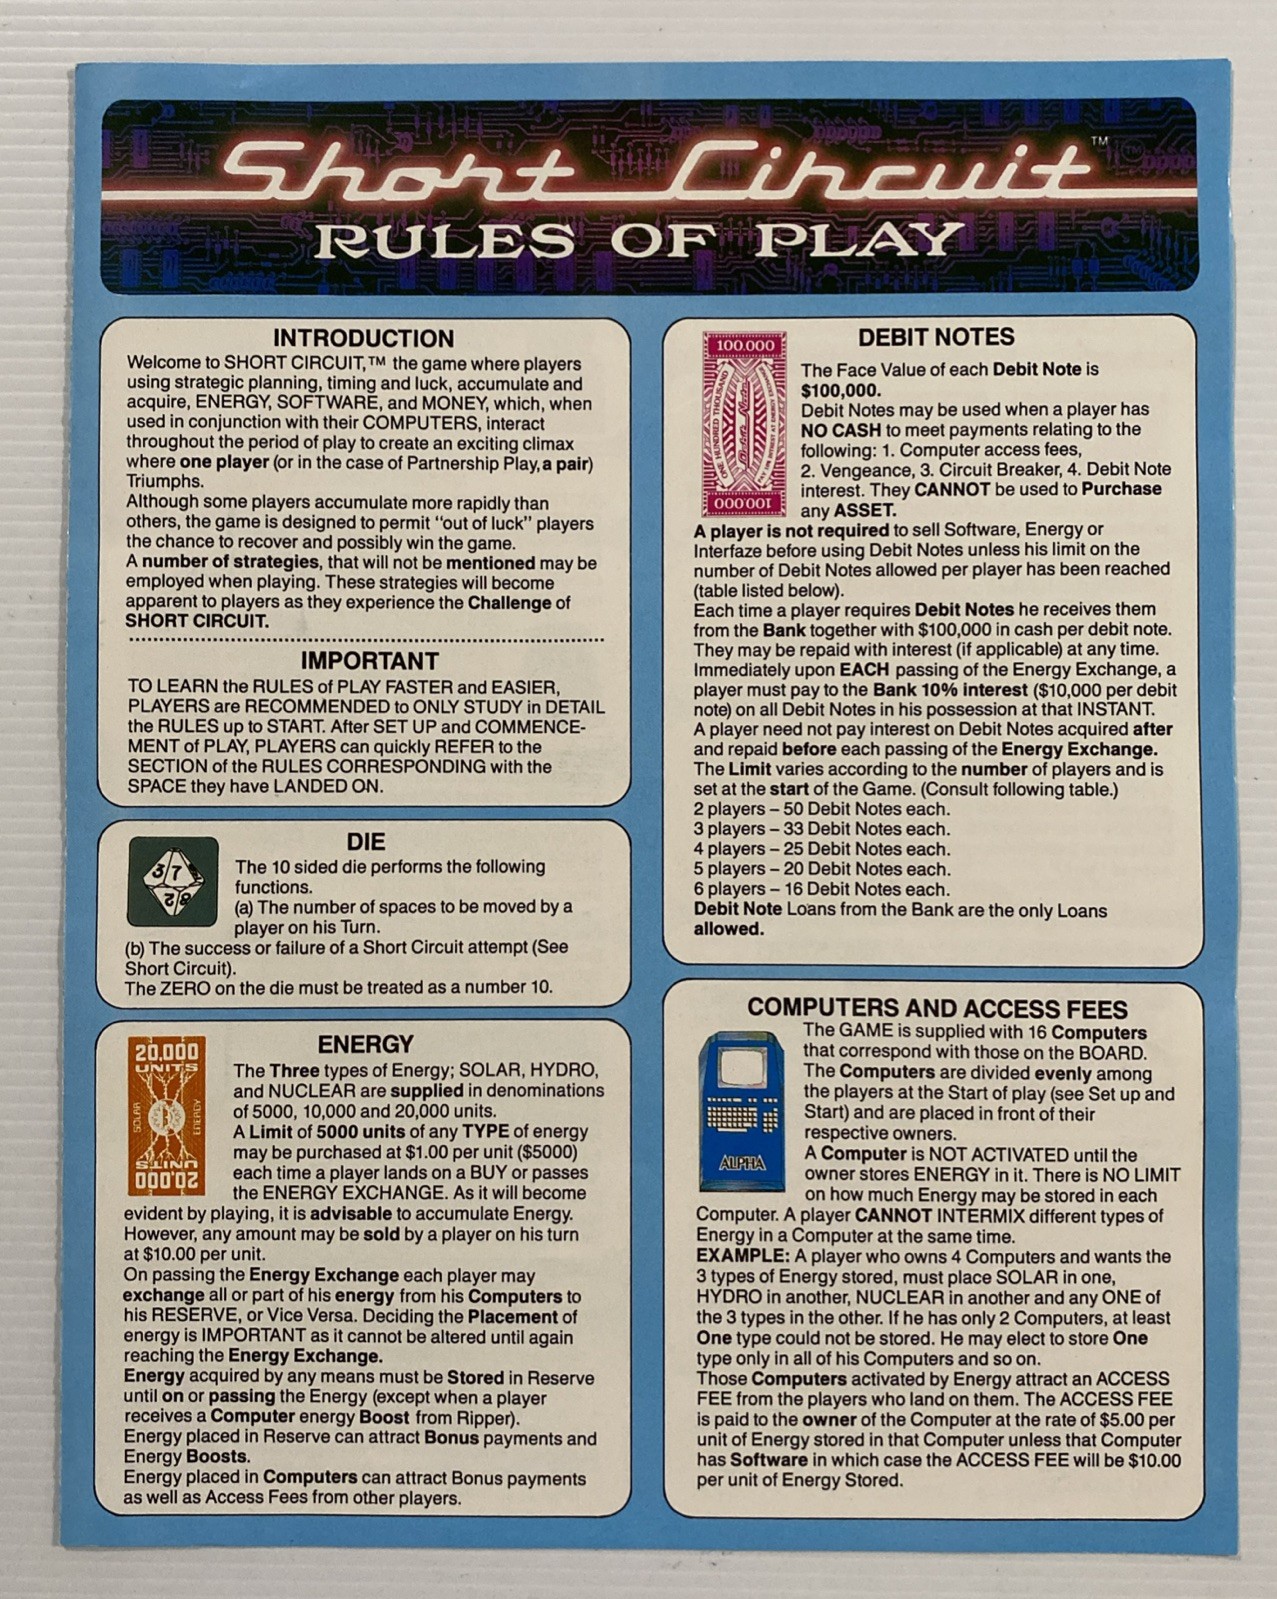 Short Circuit™
RULES OF PLAY
INTRODUCTION
Welcome to SHORT CIRCUIT,™ the game where players
using strategic planning, timing and luck, accumulate and
acquire, ENERGY, SOFTWARE, and MONEY, which, when
used in conjunction with their COMPUTERS, interact
throughout the period of play to create an exciting climax
where one player (or in the case of Partnership Play, a pair)
Triumphs.
Although some players accumulate more rapidly than
others, the game is designed to permit “out of luck” players
the chance to recover and possibly win the game.
A number of strategies, that will not be mentioned may be
employed when playing. These strategies will become
apparent to players as they experience the Challenge of
SHORT CIRCUIT.
IMPORTANT
TO LEARN the RULES of PLAY FASTER and EASIER,
PLAYERS are RECOMMENDED to ONLY STUDY in DETAIL
the RULES up to START. After SET UP and COMMENCE-
MENT of PLAY, PLAYERS can quickly REFER to the
SECTION of the RULES CORRESPONDING with the
SPACE they have LANDED ON.
DIE
37
28
The 10 sided die performs the following
functions.
(a) The number of spaces to be moved by a
player on his Turn.
(b) The success or failure of a Short Circuit attempt (See
Short Circuit).
The ZERO on the die must be treated as a number 10.
ENERGY
20,000
UNITS
SOLAR
ENERGY
UNITS
20,000
The Three types of Energy; SOLAR, HYDRO,
and NUCLEAR are supplied in denominations
of 5000, 10,000 and 20,000 units.
A Limit of 5000 units of any TYPE of energy
may be purchased at $1.00 per unit ($5000)
each time a player lands on a BUY or passes
the ENERGY EXCHANGE. As it will become
evident by playing, it is advisable to accumulate Energy.
However, any amount may be sold by a player on his turn
at $10.00 per unit.
On passing the Energy Exchange each player may
exchange all or part of his energy from his Computers to
his RESERVE, or Vice Versa. Deciding the Placement of
energy is IMPORTANT as it cannot be altered until again
reaching the Energy Exchange.
Energy acquired by any means must be Stored in Reserve
until on or passing the Energy (except when a player
receives a Computer energy Boost from Ripper).
Energy placed in Reserve can attract Bonus payments and
Energy Boosts.
Energy placed in Computers can attract Bonus payments
as well as Access Fees from other players.
DEBIT NOTES
100.000
ONE HUNDRED THOUSAND
Debit Note
100.000
The Face Value of each Debit Note is
$100,000.
Debit Notes may be used when a player has
NO CASH to meet payments relating to the
following: 1. Computer access fees,
2. Vengeance, 3. Circuit Breaker, 4. Debit Note
interest. They CANNOT be used to Purchase
any ASSET.
A player is not required to sell Software, Energy or
Interfaze before using Debit Notes unless his limit on the
number of Debit Notes allowed per player has been reached
(table listed below).
Each time a player requires Debit Notes he receives them
from the Bank together with $100,000 in cash per debit note.
They may be repaid with interest (if applicable) at any time.
Immediately upon EACH passing of the Energy Exchange, a
player must pay to the Bank 10% interest ($10,000 per debit
note) on all Debit Notes in his possession at that INSTANT.
A player need not pay interest on Debit Notes acquired after
and repaid before each passing of the Energy Exchange.
The Limit varies according to the number of players and is
set at the start of the Game. (Consult following table.)
2 players – 50 Debit Notes each.
3 players – 33 Debit Notes each.
4 players – 25 Debit Notes each.
5 players – 20 Debit Notes each.
6 players – 16 Debit Notes each.
Debit Note Loans from the Bank are the only Loans
allowed.
COMPUTERS AND ACCESS FEES
ALPHA
The GAME is supplied with 16 Computers
that correspond with those on the BOARD.
The Computers are divided evenly among
the players at the Start of play (see Set up and
Start) and are placed in front of their
respective owners.
A Computer is NOT ACTIVATED until the
owner stores ENERGY in it. There is NO LIMIT
on how much Energy may be stored in each
Computer. A player CANNOT INTERMIX different types of
Energy in a Computer at the same time.
EXAMPLE: A player who owns 4 Computers and wants the
3 types of Energy stored, must place SOLAR in one,
HYDRO in another, NUCLEAR in another and any ONE of
the 3 types in the other. If he has only 2 Computers, at least
One type could not be stored. He may elect to store One
type only in all of his Computers and so on.
Those Computers activated by Energy attract an ACCESS
FEE from the players who land on them. The ACCESS FEE
is paid to the owner of the Computer at the rate of $5.00 per
unit of Energy stored in that Computer unless that Computer
has Software in which case the ACCESS FEE will be $10.00
per unit of Energy Stored.